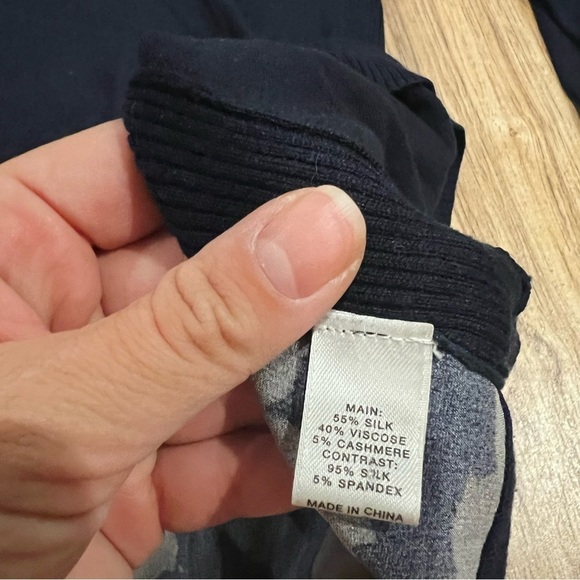 MAIN:
55% SILK
40% VISCOSE
5% CASHMERE
CONTRAST:
95% SILK
5% SPANDEX
MADE IN CHINA